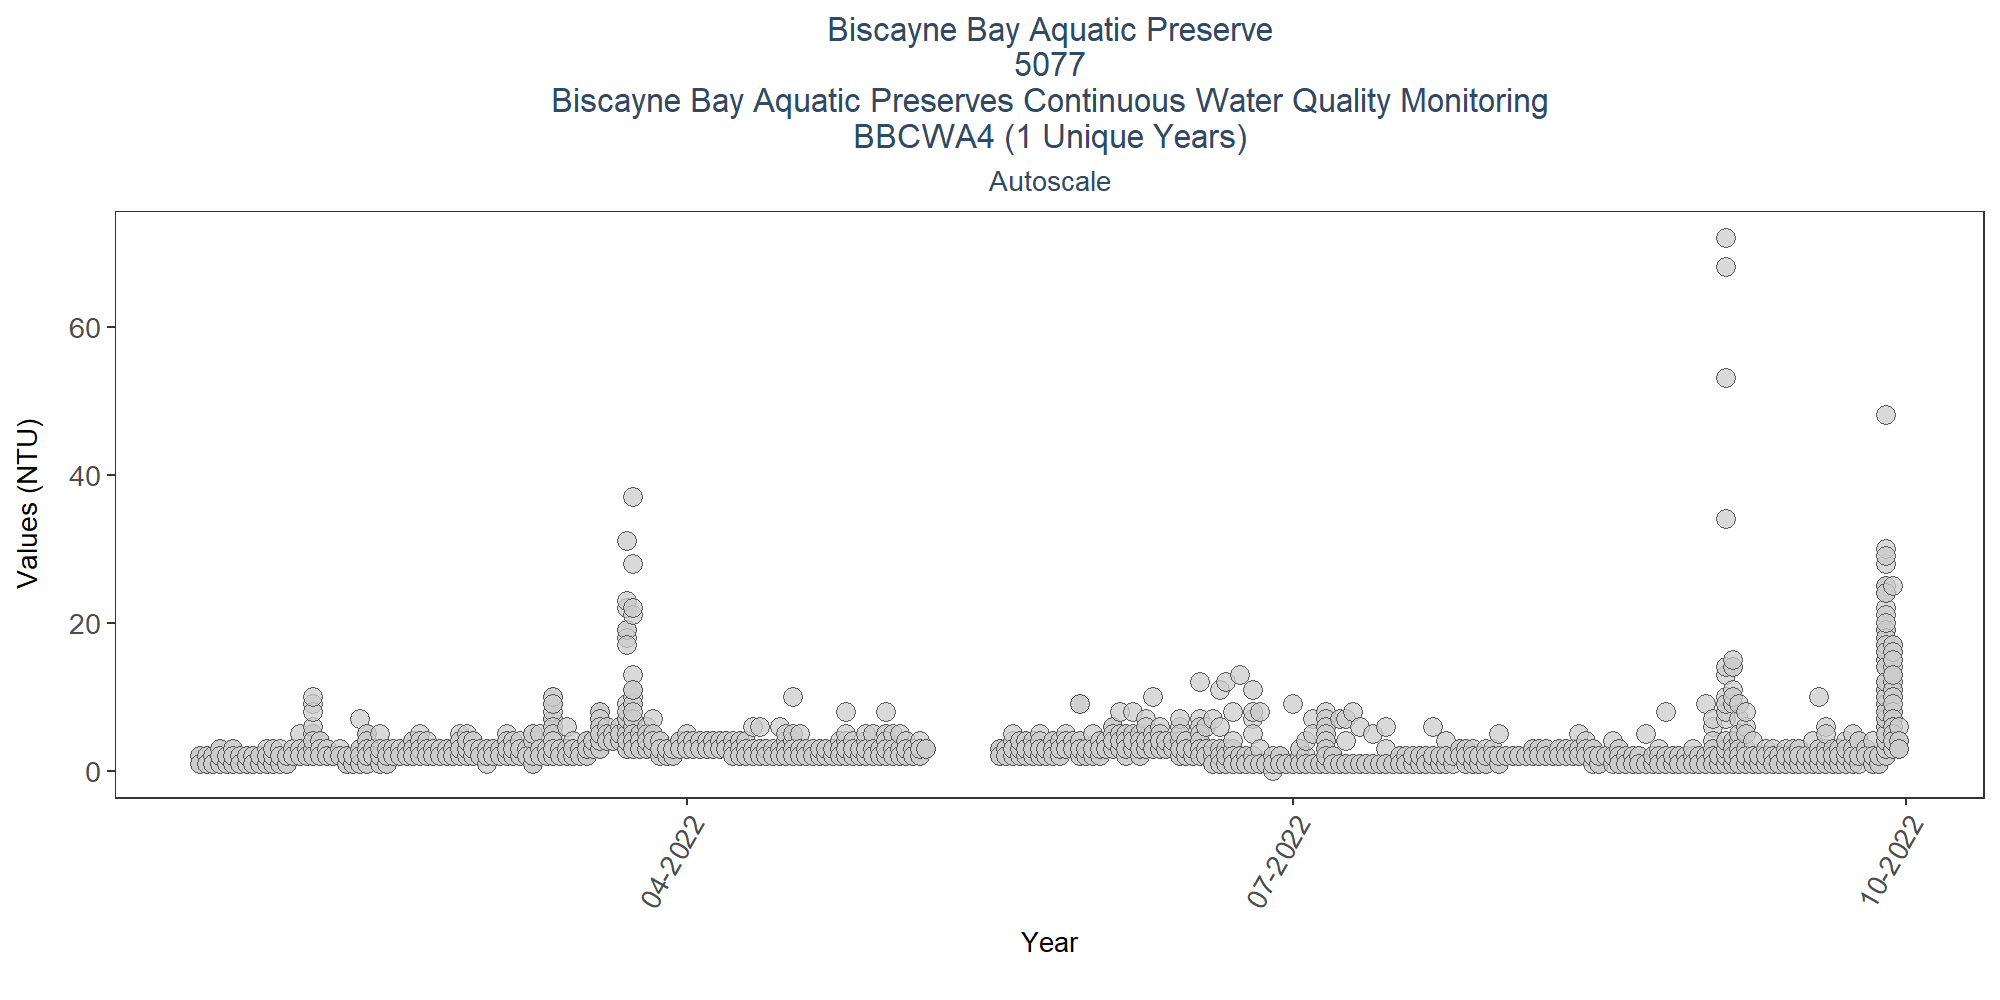 Biscayne Bay Aquatic Preserve
5077
Biscayne Bay Aquatic Preserves Continuous Water Quality Monitoring
BBCWA4 (1 Unique Years)
Autoscale
Values (NTU)
60
40
20
0
04-2022
07-2022
10-2022
Year